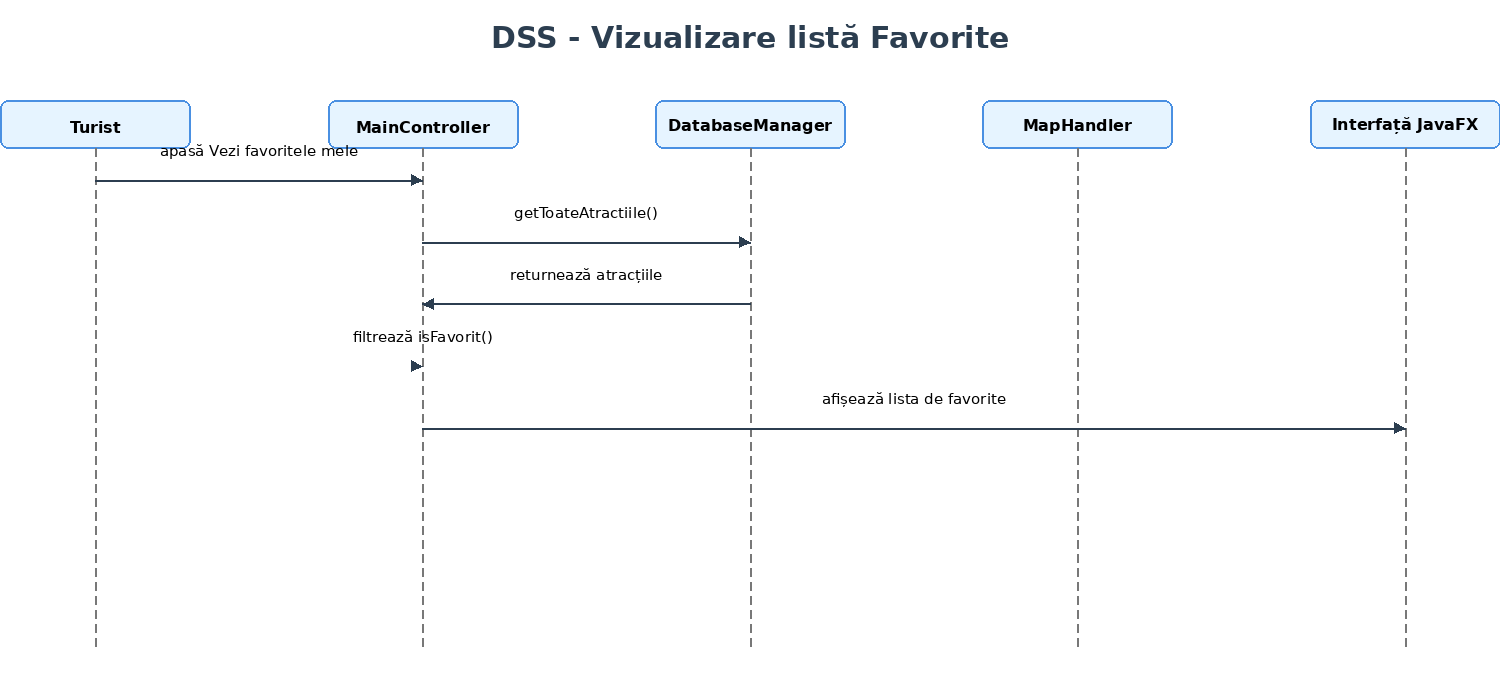 DSS - Vizualizare listă Favorite
Turist
MainController
DatabaseManager
MapHandler
Interfață JavaFX
apasă Vezi favoritele mele
getToateAtractiile()
returnează atracțiile
filtrează isFavorit()
afișează lista de favorite